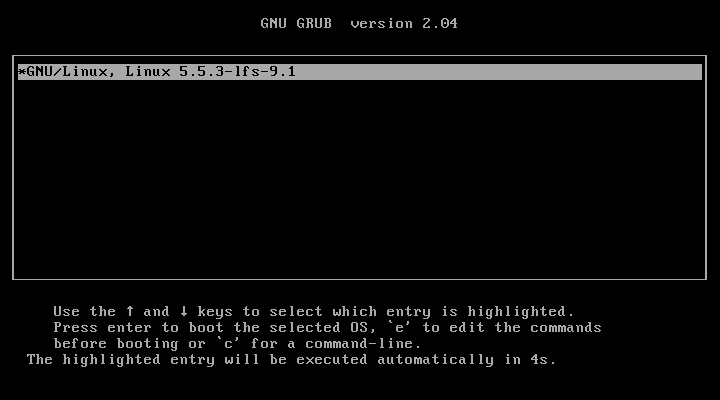 GNU GRUB  version 2.04
*GNU/Linux, Linux 5.5.3-lfs-9.1
Use the ↑ and ↓ keys to select which entry is highlighted.
Press enter to boot the selected OS, `e' to edit the commands
before booting or `c' for a command-line.
The highlighted entry will be executed automatically in 4s.